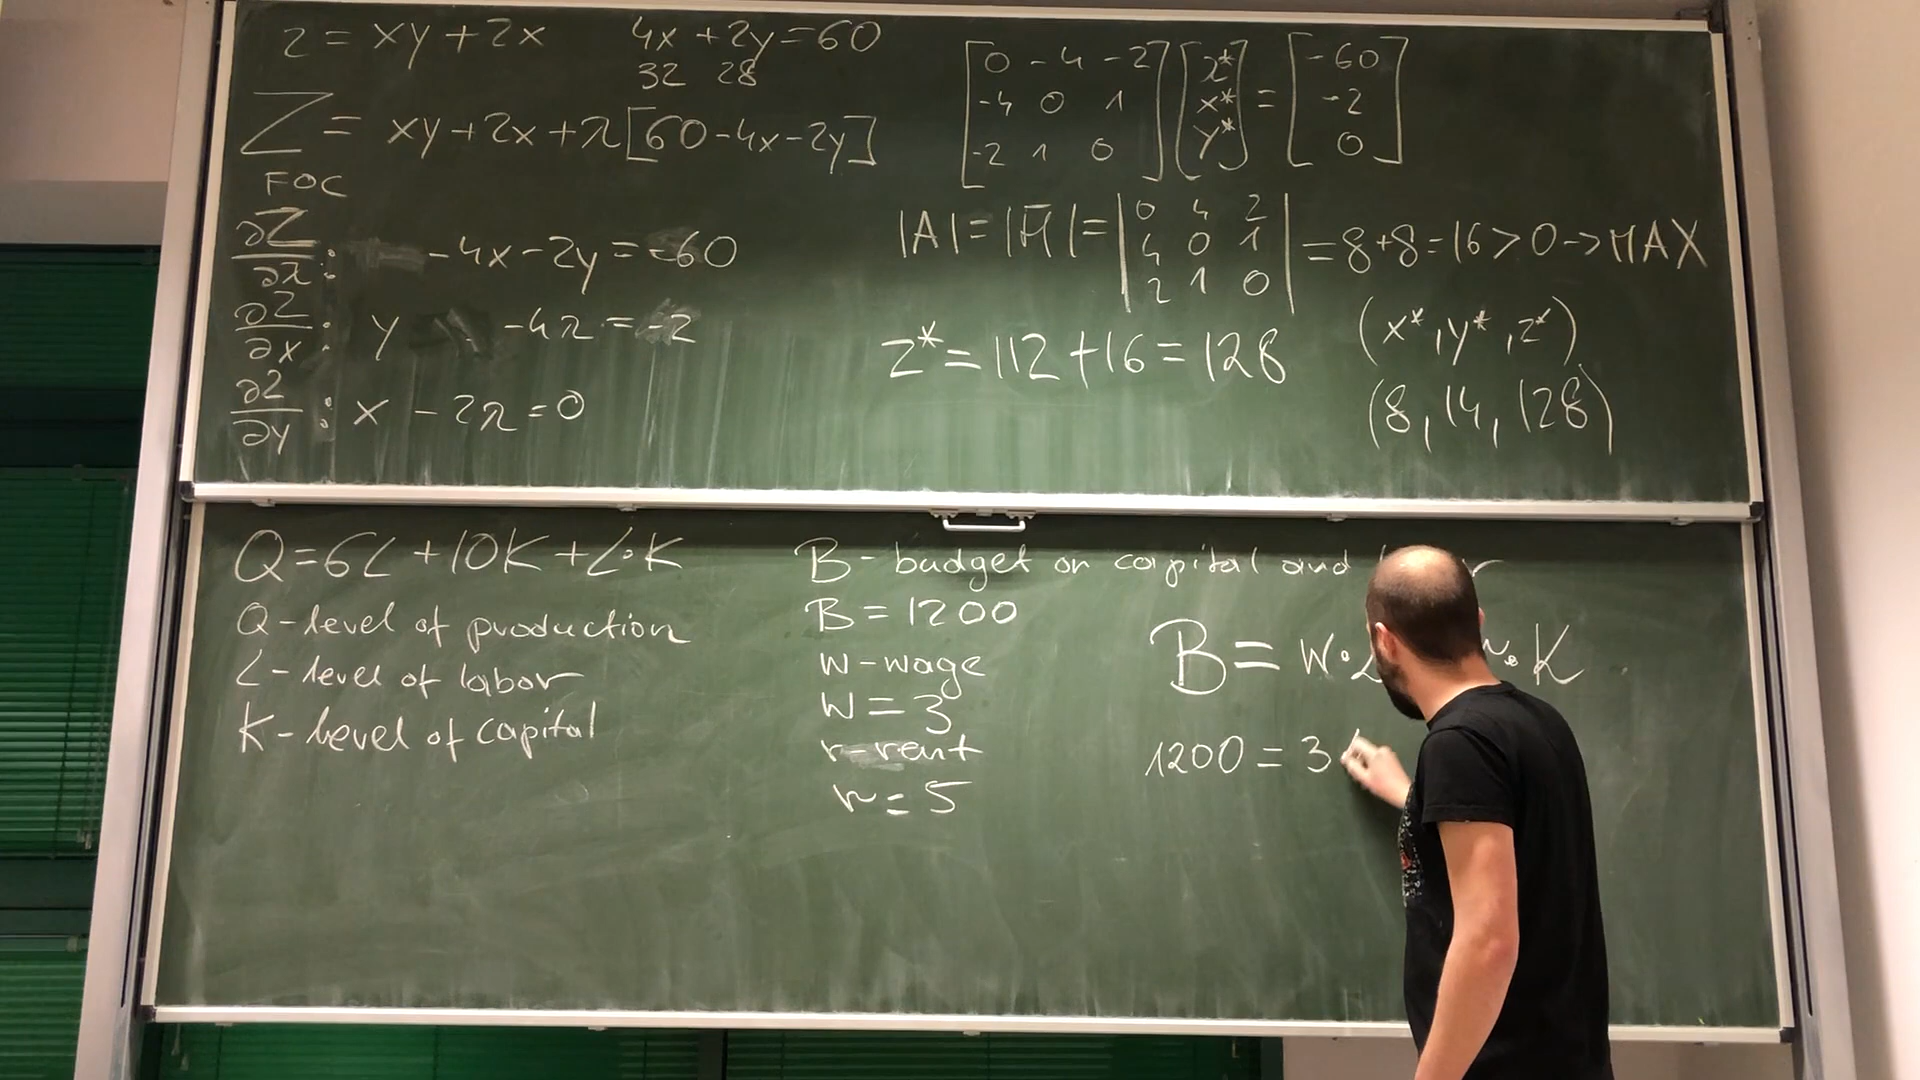 z = xy + 2x 4x + 2y = 60
32 28
Z = xy + 2x + λ[60 - 4x - 2y]
FOC
∂Z/∂λ : -4x - 2y = -60
∂Z/∂x : y - 4λ = -2
∂Z/∂y : x - 2λ = 0
[0 -4 -2] [λ*] = [-60]
[-4 0 1] [x*] [-2]
[-2 1 0] [y*] [0]
|A| = |H̄| = |0 4 2| = 8 + 8 = 16 > 0 -> MAX
|4 0 1|
|2 1 0|
z* = 112 + 16 = 128
(x*, y*, z*)
(8, 14, 128)
Q = 6L + 10K + L·K
Q - level of production
L - level of labor
K - level of capital
B - budget on capital and
B = 1200
w - wage
w = 3
r - rent
r = 5
B = w·L r·K
1200 = 3